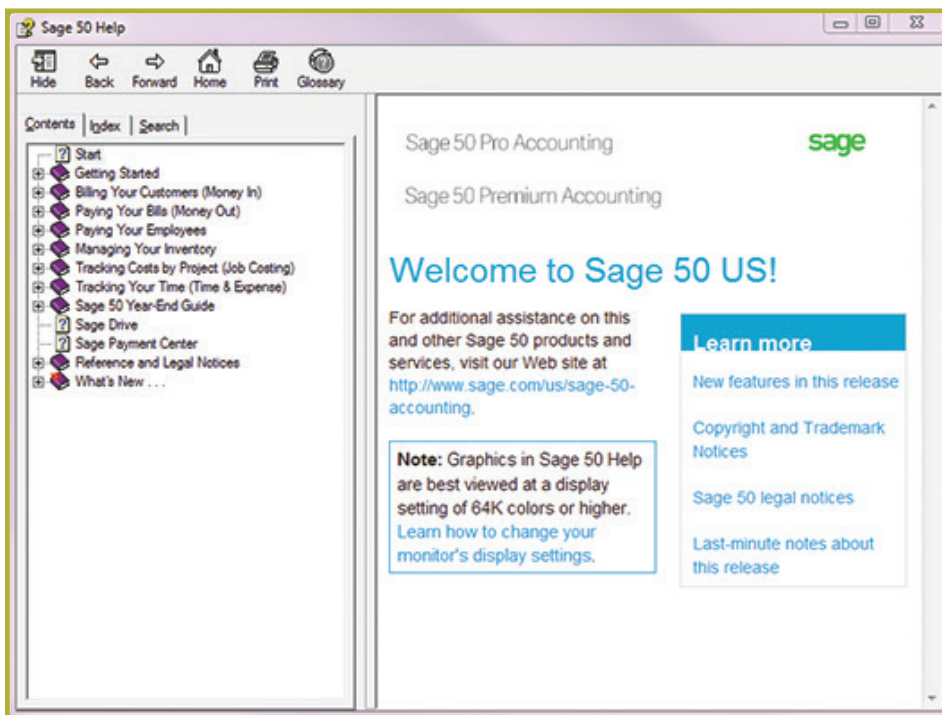 Sage 50 Help
Hide Back Forward Home Print Glossary
Contents Index Search
Start
Getting Started
Billing Your Customers (Money In)
Paying Your Bills (Money Out)
Paying Your Employees
Managing Your Inventory
Tracking Costs by Project (Job Costing)
Tracking Your Time (Time & Expense)
Sage 50 Year-End Guide
Sage Drive
Sage Payment Center
Reference and Legal Notices
What's New . . .
Sage 50 Pro Accounting
sage
Sage 50 Premium Accounting
Welcome to Sage 50 US!
For additional assistance on this
and other Sage 50 products and
services, visit our Web site at
http://www.sage.com/us/sage-50-
accounting.
Note: Graphics in Sage 50 Help
are best viewed at a display
setting of 64K colors or higher.
Learn how to change your
monitor's display settings.
Learn more
New features in this release
Copyright and Trademark
Notices
Sage 50 legal notices
Last-minute notes about
this release